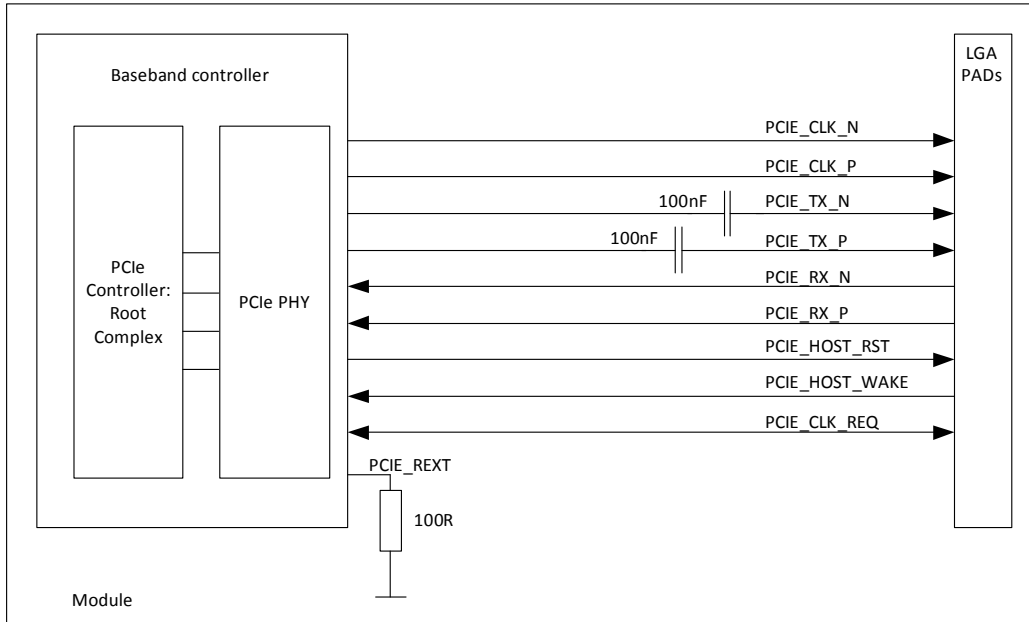 LGA
PADs
Baseband controller
PCIE_CLK_N
PCIE_CLK_P
100nF
PCIE_TX_N
100nF
PCIE_TX_P
PCIe
Controller:
Root
Complex
PCIe PHY
PCIE_RX_N
PCIE_RX_P
PCIE_HOST_RST
PCIE_HOST_WAKE
PCIE_CLK_REQ
PCIE_REXT
100R
Module